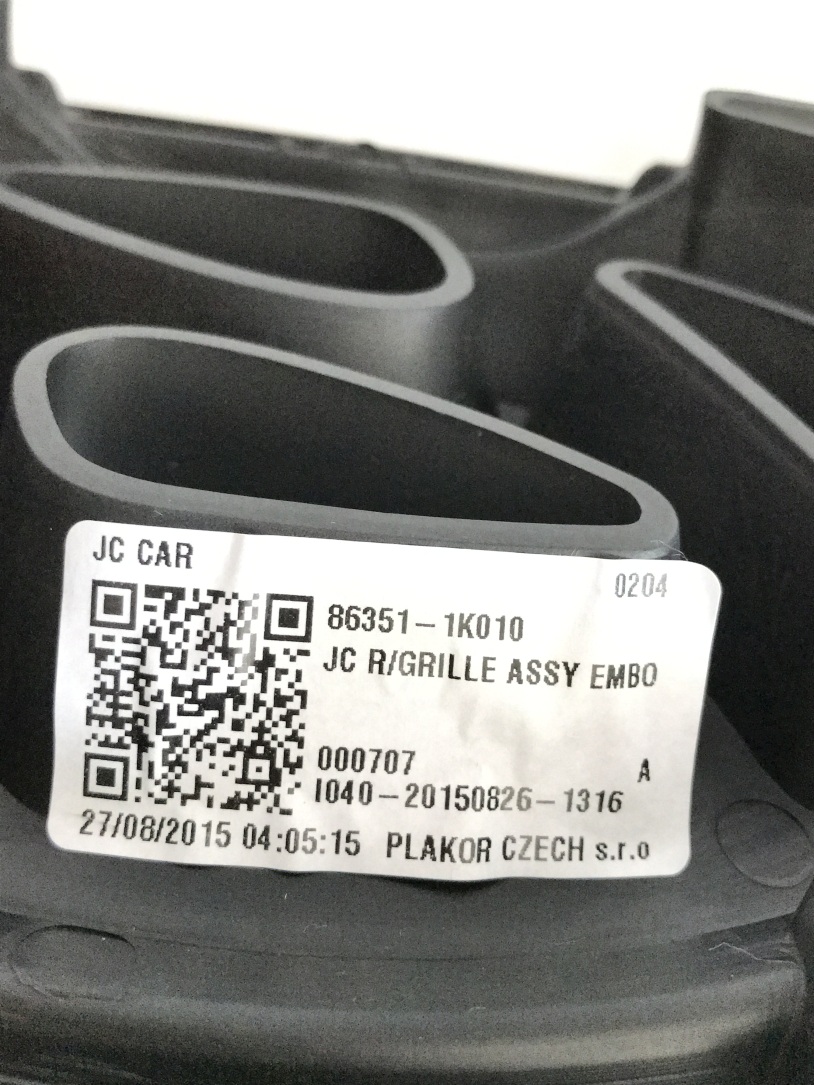 JC CAR
0204
86351-1K010
JC R/GRILLE ASSY EMBO
000707 A
I040-20150826-1316
27/08/2015 04:05:15 PLAKOR CZECH s.r.o